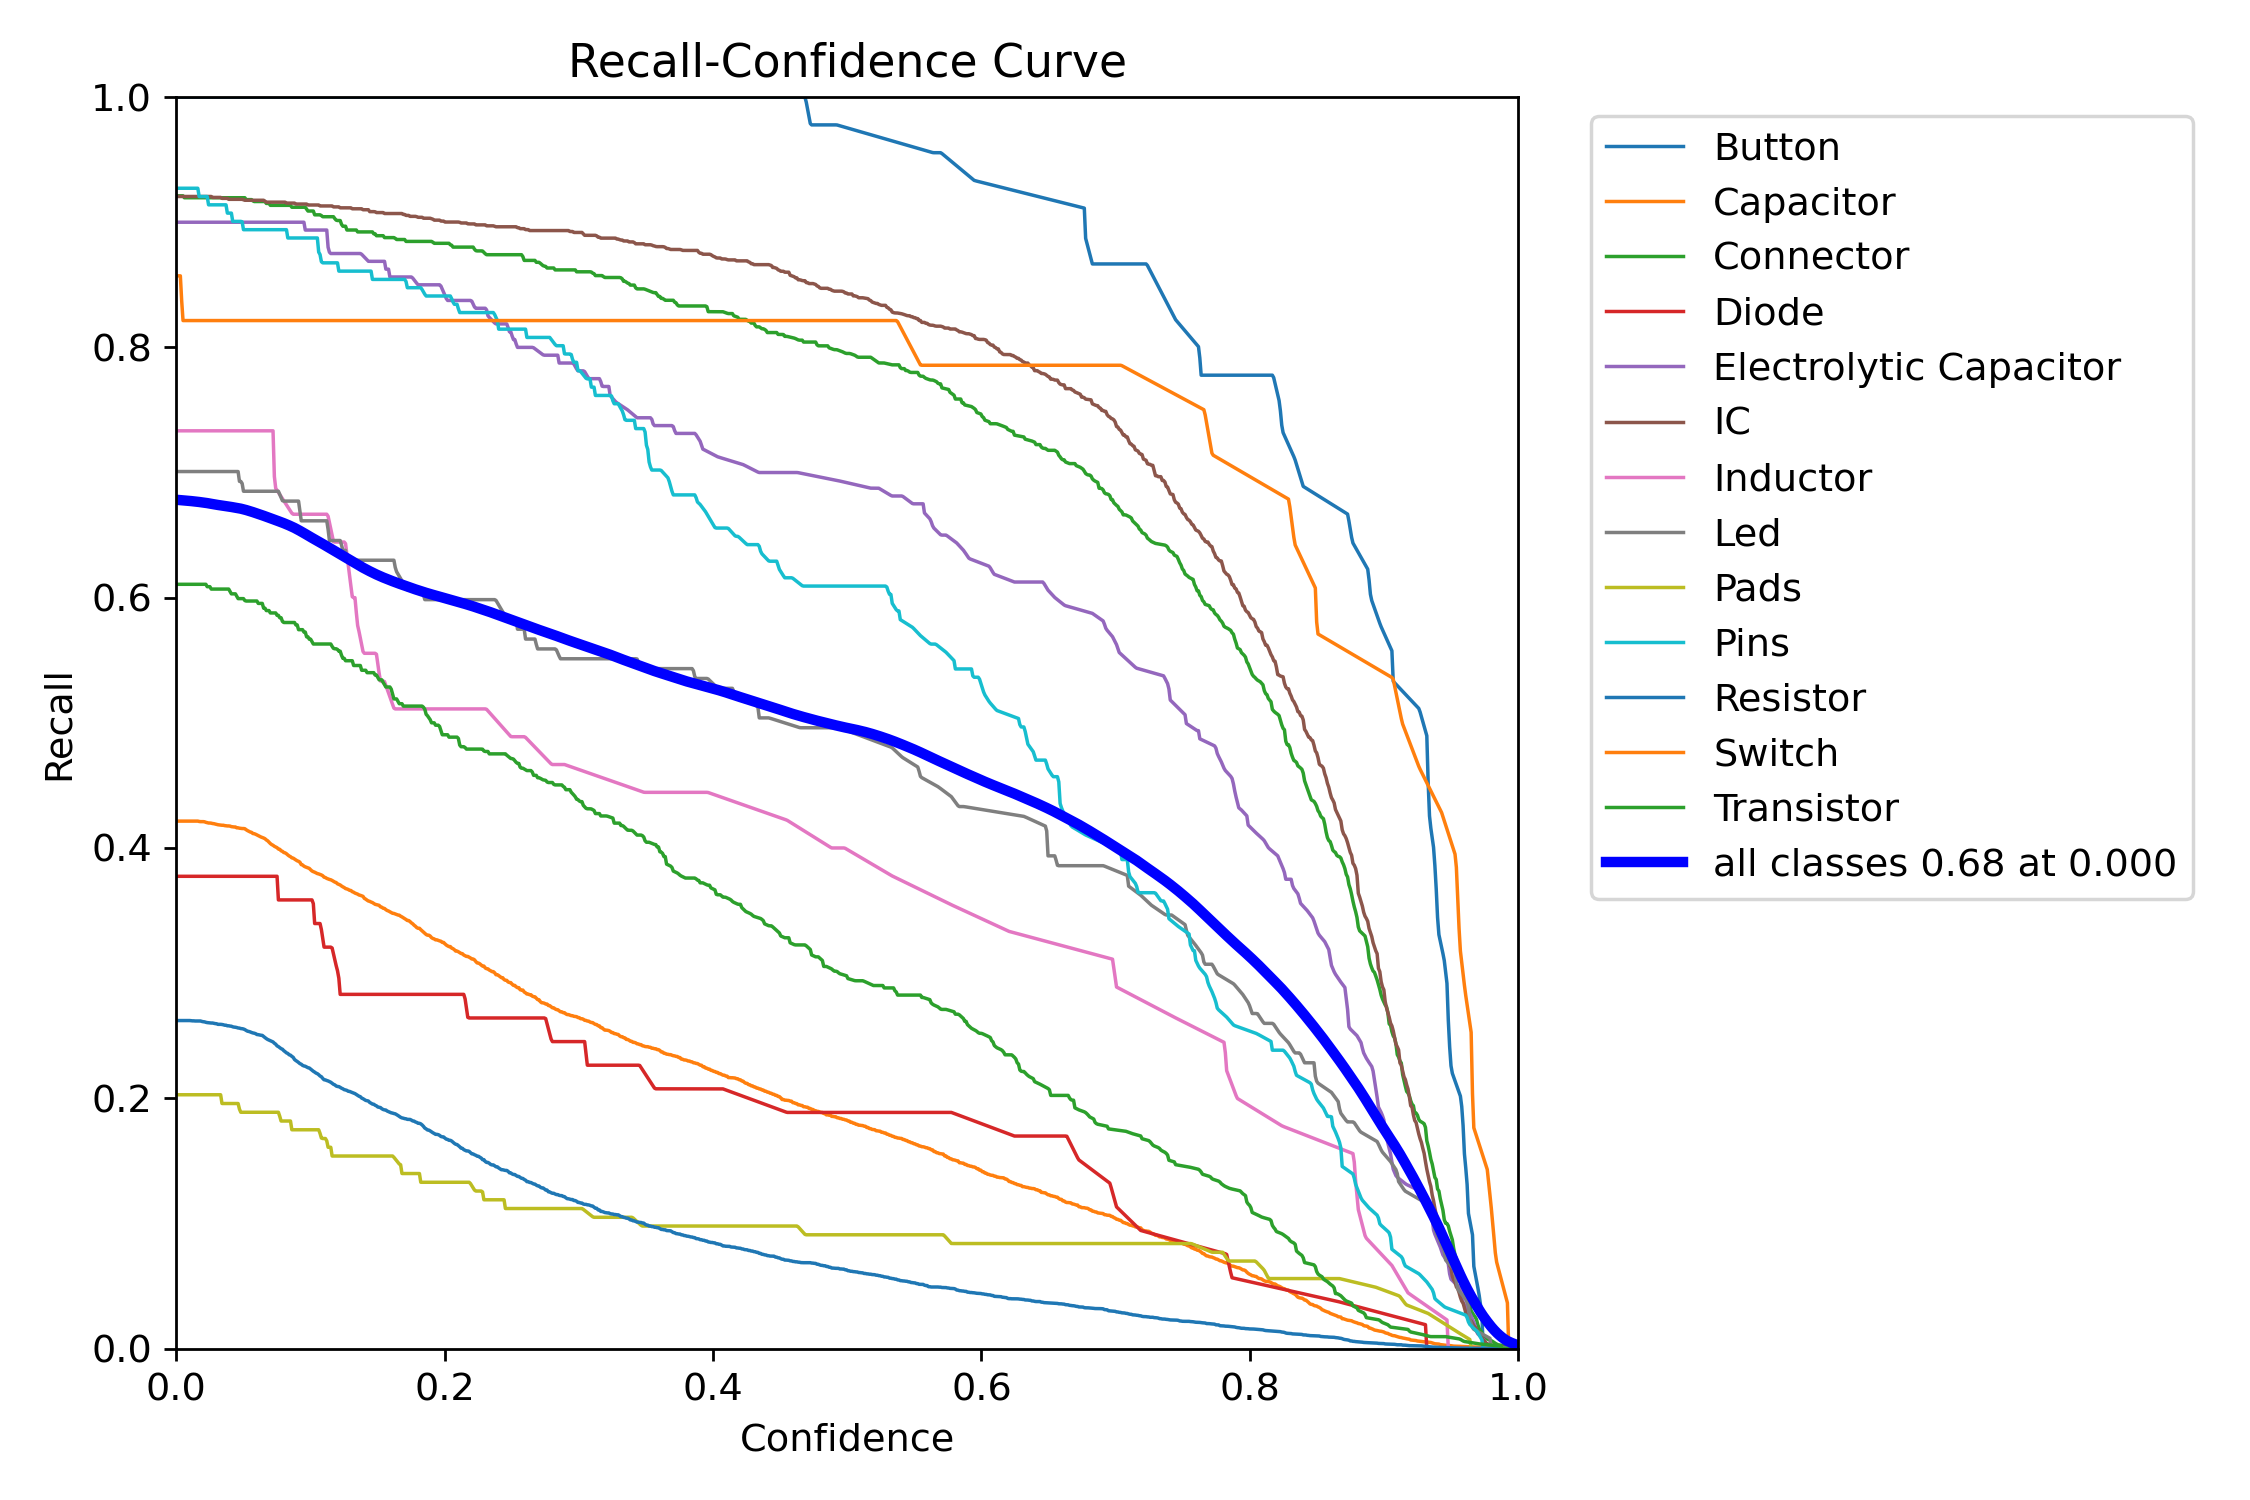 Recall-Confidence Curve
1.0
0.8
0.6
0.4
0.2
0.0
Recall
0.0 0.2 0.4 0.6 0.8 1.0
Confidence
Button
Capacitor
Connector
Diode
Electrolytic Capacitor
IC
Inductor
Led
Pads
Pins
Resistor
Switch
Transistor
all classes 0.68 at 0.000